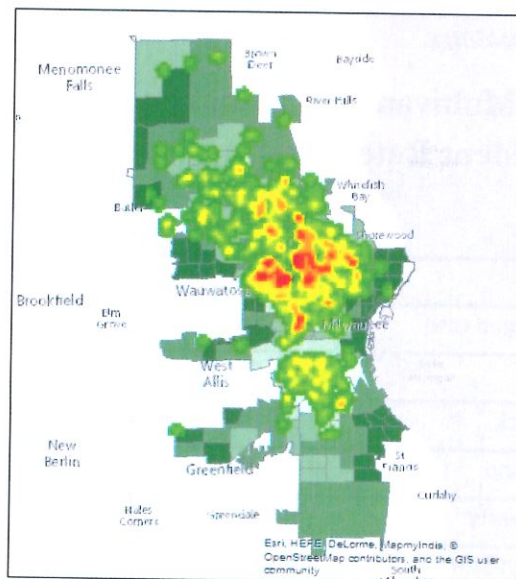 Menomonee
Falls
Brown
Deer
Bayside
River Hills
Whitefish
Bay
Butler
Shorewood
Wauwatos
Brookfield
Elm
Grove
Milwaukee
West
Allis
New
Berlin
Greenfield
St
Francis
Hales
Corners
Greendale
Cudahy
Esri, HERE, DeLorme, MapmyIndia, ©
OpenStreetMap contributors, and the GIS user
community
South